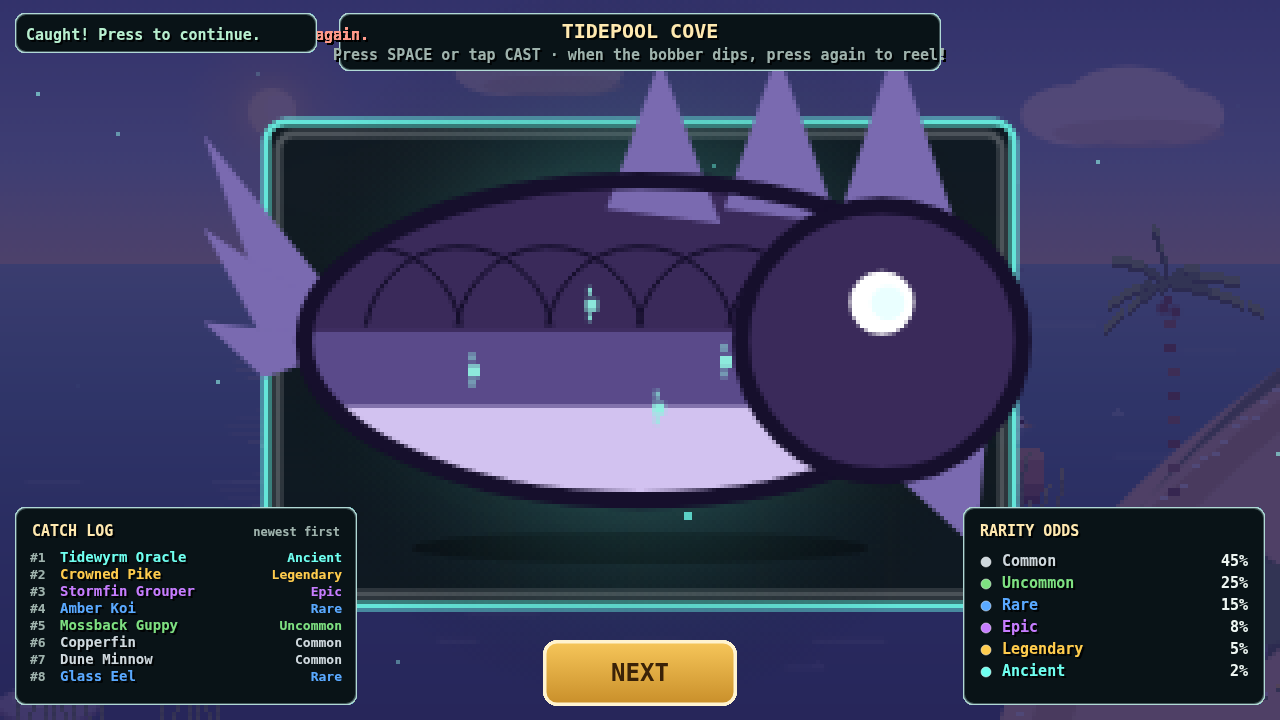 Caught! Press to continue.
again.
TIDEPOOL COVE
Press SPACE or tap CAST · when the bobber dips, press again to reel!
CATCH LOG
newest first
#1 Tidewyrm Oracle Ancient
#2 Crowned Pike Legendary
#3 Stormfin Grouper Epic
#4 Amber Koi Rare
#5 Mossback Guppy Uncommon
#6 Copperfin Common
#7 Dune Minnow Common
#8 Glass Eel Rare
NEXT
RARITY ODDS
Common 45%
Uncommon 25%
Rare 15%
Epic 8%
Legendary 5%
Ancient 2%